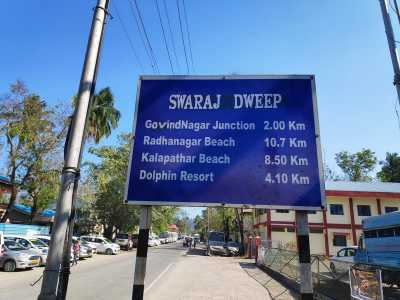 SWARAJ DWEEP
GovindNagar Junction 2.00 Km
Radhanagar Beach 10.7 Km
Kalapathar Beach 8.50 Km
Dolphin Resort 4.10 Km